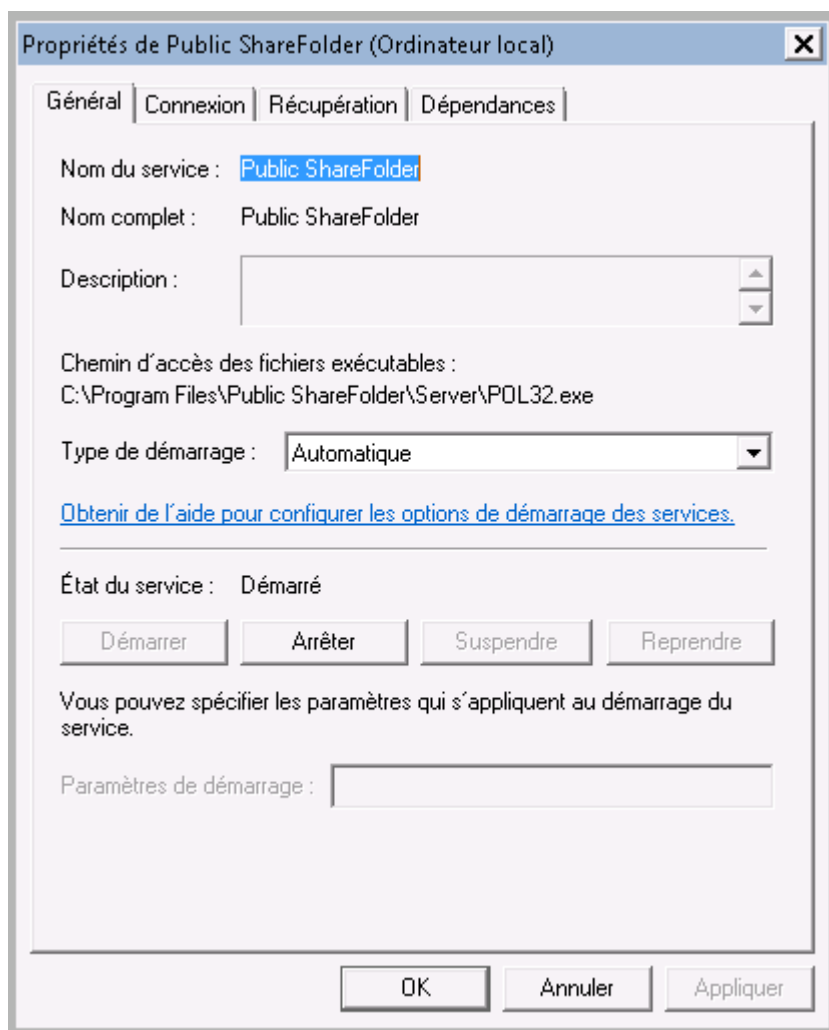 Propriétés de Public ShareFolder (Ordinateur local)
Général Connexion Récupération Dépendances
Nom du service : Public ShareFolder
Nom complet : Public ShareFolder
Description :
Chemin d'accès des fichiers exécutables :
C:\Program Files\Public ShareFolder\Server\POL32.exe
Type de démarrage : Automatique
Obtenir de l'aide pour configurer les options de démarrage des services.
État du service : Démarré
Démarrer Arrêter Suspendre Reprendre
Vous pouvez spécifier les paramètres qui s'appliquent au démarrage du
service.
Paramètres de démarrage :
OK Annuler Appliquer